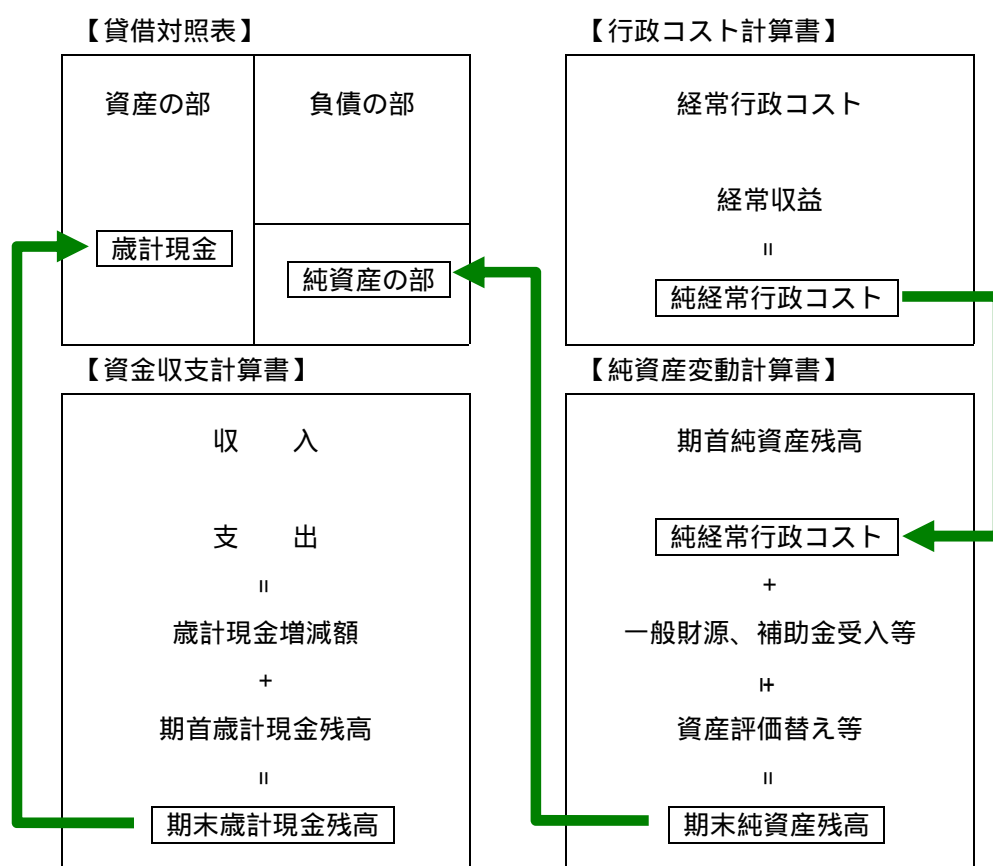 【貸借対照表】
資産の部
負債の部
歳計現金
純資産の部
【行政コスト計算書】
経常行政コスト
経常収益
=
純経常行政コスト
【資金収支計算書】
収　　入
支　　出
=
歳計現金増減額
+
期首歳計現金残高
=
期末歳計現金残高
【純資産変動計算書】
期首純資産残高
純経常行政コスト
+
一般財源、補助金受入等
資産評価替え等
=
期末純資産残高